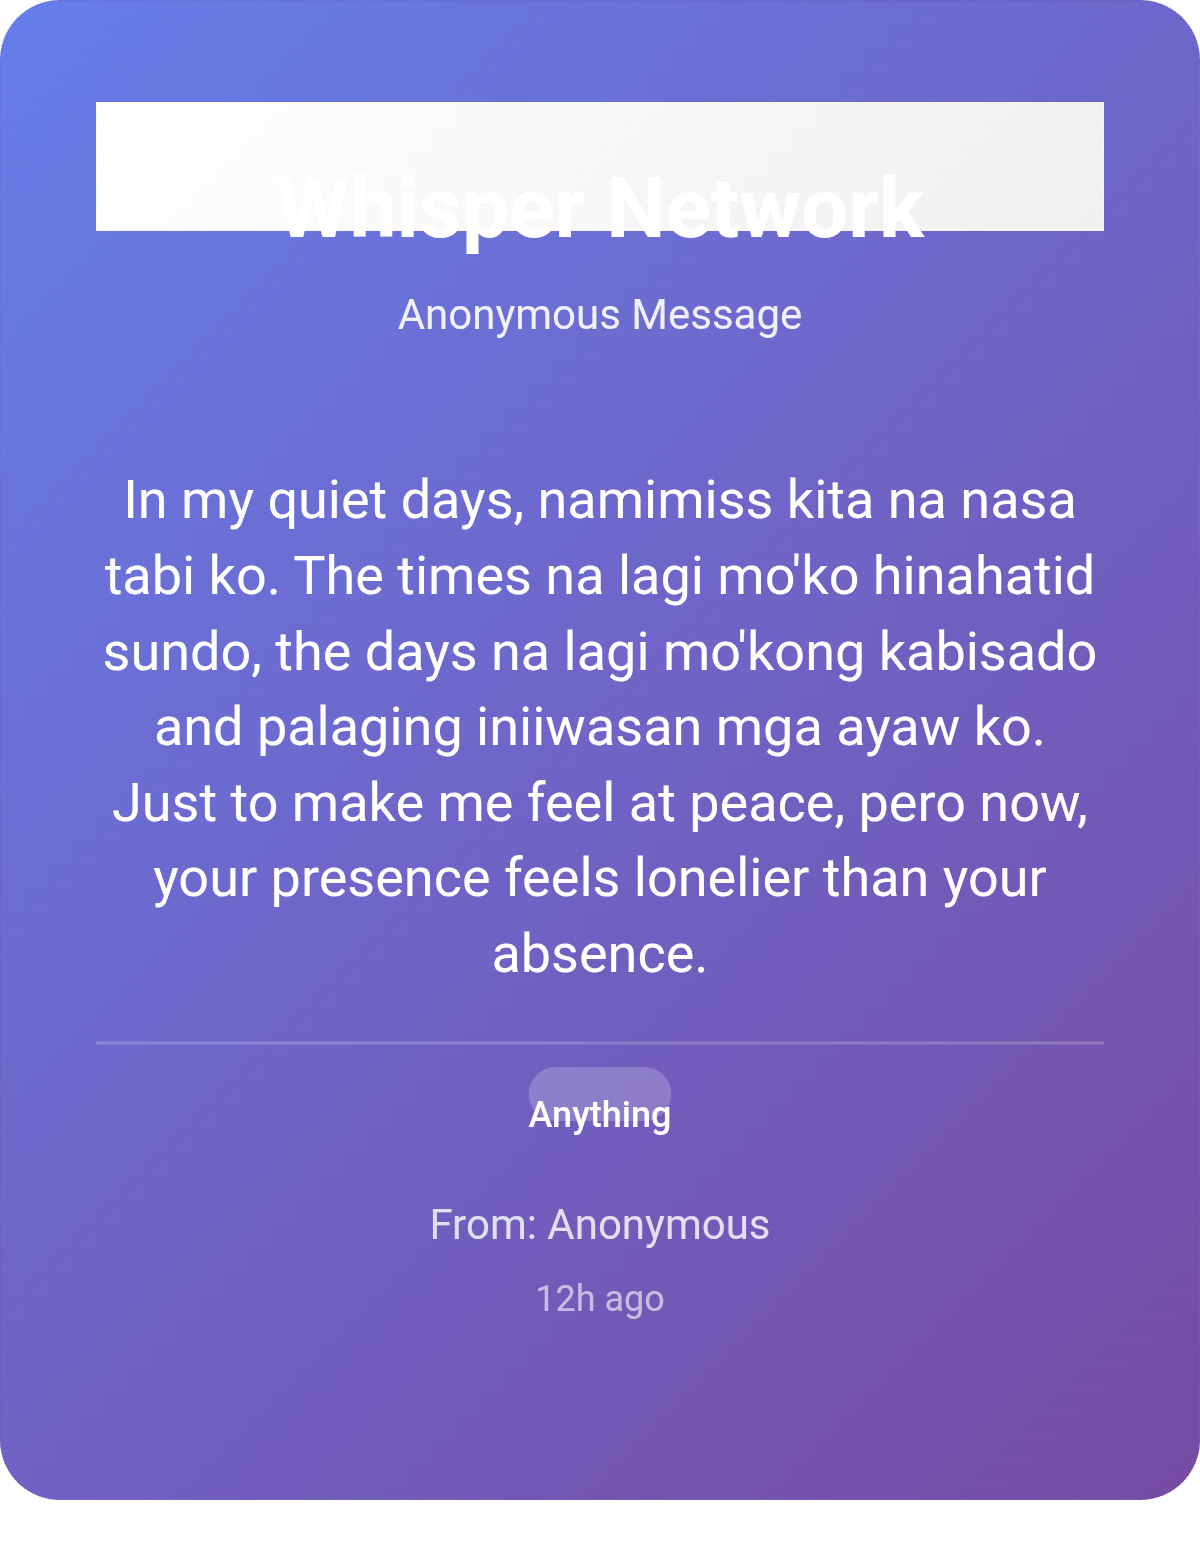 Whisper Network
Anonymous Message
In my quiet days, namimiss kita na nasa
tabi ko. The times na lagi mo'ko hinahatid
sundo, the days na lagi mo'kong kabisado
and palaging iniiwasan mga ayaw ko.
Just to make me feel at peace, pero now,
your presence feels lonelier than your
absence.
Anything
From: Anonymous
12h ago